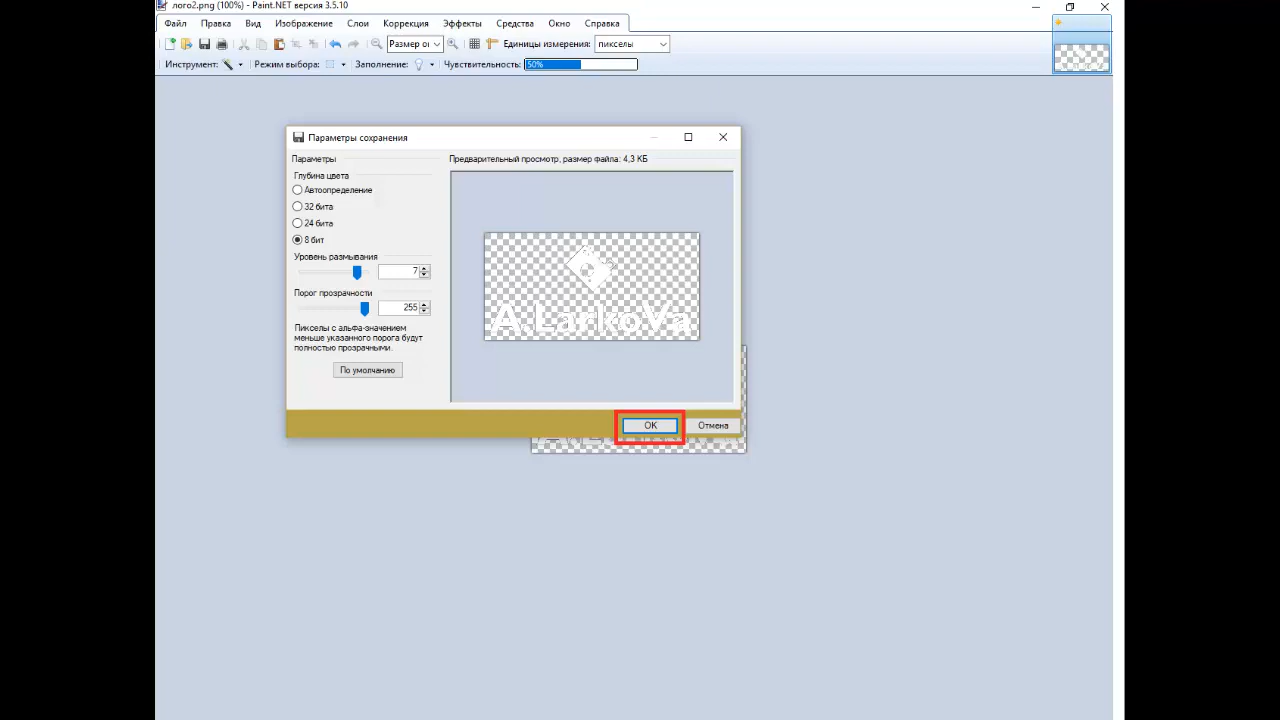 лого2.png (100%) - Paint.NET версия 3.5.10
Файл Правка Вид Изображение Слои Коррекция Эффекты Средства Окно Справка
Размер Единицы измерения: пикселы
Инструмент: Режим выбора: Заполнение: Чувствительность: 50%
Параметры сохранения
Параметры
Глубина цвета
Автоопределение
32 бита
24 бита
8 бит
Уровень размывания
7
Порог прозрачности
255
Пикселы с альфа-значением
меньше указанного порога будут
полностью прозрачными.
По умолчанию
Предварительный просмотр, размер файла: 4,3 КБ
A.LarkoVa
OK Отмена